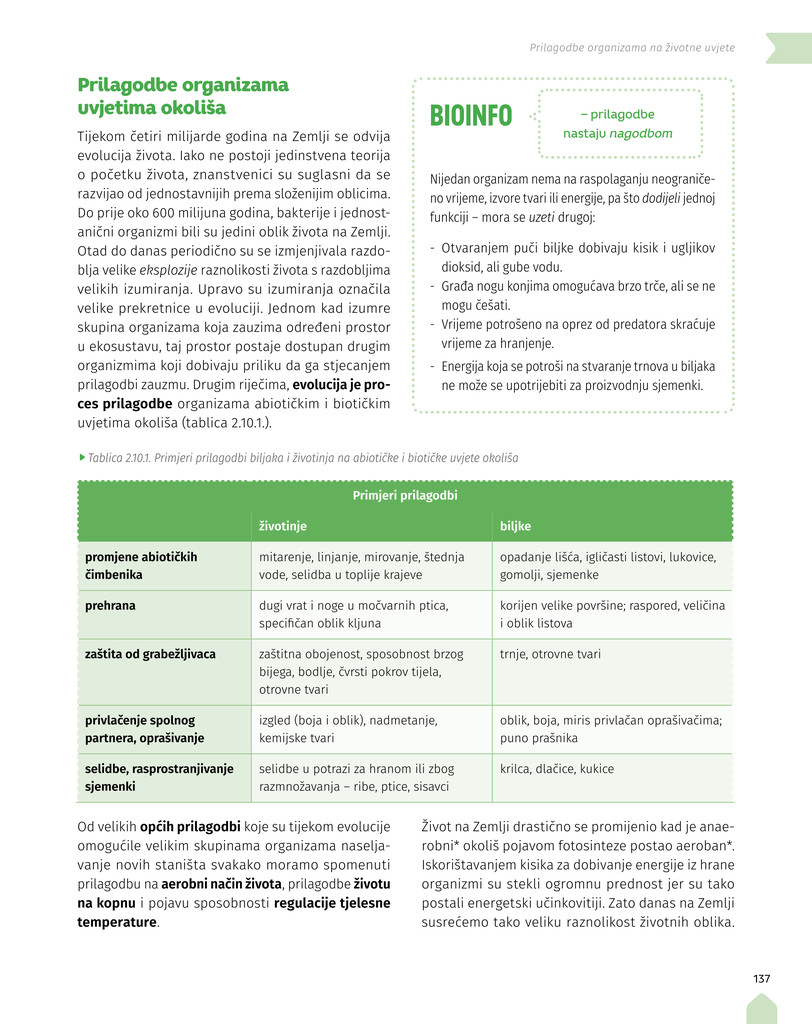 Prilagodbe organizama na životne uvjete
Prilagodbe organizama
uvjetima okoliša
Tijekom četiri milijarde godina na Zemlji se odvija
evolucija života. Iako ne postoji jedinstvena teorija
o početku života, znanstvenici su suglasni da se
razvijao od jednostavnijih prema složenijim oblicima.
Do prije oko 600 milijuna godina, bakterije i jednost-
anični organizmi bili su jedini oblik života na Zemlji.
Otad do danas periodično su se izmjenjivala razdo-
blja velike eksplozije raznolikosti života s razdobljima
velikih izumiranja. Upravo su izumiranja označila
velike prekretnice u evoluciji. Jednom kad izumre
skupina organizama koja zauzima određeni prostor
u ekosustavu, taj prostor postaje dostupan drugim
organizmima koji dobivaju priliku da ga stjecanjem
prilagodbi zauzmu. Drugim riječima, evolucija je pro-
ces prilagodbe organizama abiotičkim i biotičkim
uvjetima okoliša (tablica 2.10.1.).
BIOINFO
– prilagodbe
nastaju nagodbom
Nijedan organizam nema na raspolaganju neograniče-
no vrijeme, izvore tvari ili energije, pa što dodijeli jednoj
funkciji – mora se uzeti drugoj:
- Otvaranjem puči biljke dobivaju kisik i ugljikov
dioksid, ali gube vodu.
- Građa nogu konjima omogućava brzo trče, ali se ne
mogu češati.
- Vrijeme potrošeno na oprez od predatora skraćuje
vrijeme za hranjenje.
- Energija koja se potroši na stvaranje trnova u biljaka
ne može se upotrijebiti za proizvodnju sjemenki.
Tablica 2.10.1. Primjeri prilagodbi biljaka i životinja na abiotičke i biotičke uvjete okoliša
Primjeri prilagodbi
životinje biljke
promjene abiotičkih mitarenje, linjanje, mirovanje, štednja opadanje lišća, igličasti listovi, lukovice,
čimbenika vode, selidba u toplije krajeve gomolji, sjemenke
prehrana dugi vrat i noge u močvarnih ptica, korijen velike površine; raspored, veličina
specifičan oblik kljuna i oblik listova
zaštita od grabežljivaca zaštitna obojenost, sposobnost brzog trnje, otrovne tvari
bijega, bodlje, čvrsti pokrov tijela,
otrovne tvari
privlačenje spolnog izgled (boja i oblik), nadmetanje, oblik, boja, miris privlačan oprašivačima;
partnera, oprašivanje kemijske tvari puno prašnika
selidbe, rasprostranjivanje selidbe u potrazi za hranom ili zbog krilca, dlačice, kukice
sjemenki razmnožavanja – ribe, ptice, sisavci
Od velikih općih prilagodbi koje su tijekom evolucije
omogućile velikim skupinama organizama naselja-
vanje novih staništa svakako moramo spomenuti
prilagodbu na aerobni način života, prilagodbe životu
na kopnu i pojavu sposobnosti regulacije tjelesne
temperature.
Život na Zemlji drastično se promijenio kad je anae-
robni* okoliš pojavom fotosinteze postao aeroban*.
Iskorištavanjem kisika za dobivanje energije iz hrane
organizmi su stekli ogromnu prednost jer su tako
postali energetski učinkovitiji. Zato danas na Zemlji
susrećemo tako veliku raznolikost životnih oblika.
137